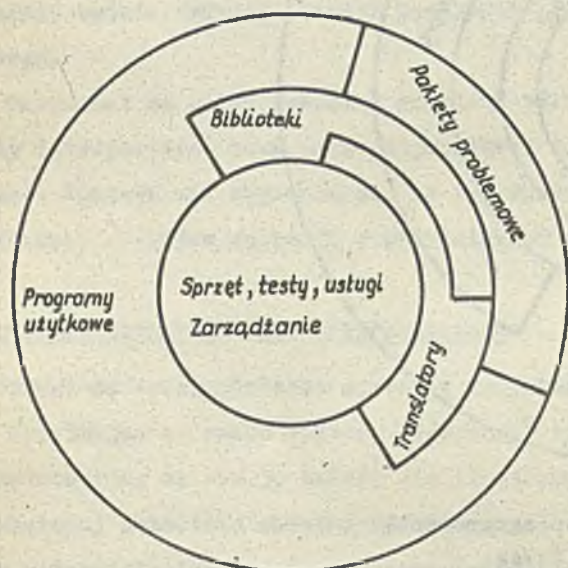 Biblioteki
Pakiety problemowe
Programy
użytkowe
Sprzęt, testy, usługi
Zarządzanie
Translatory